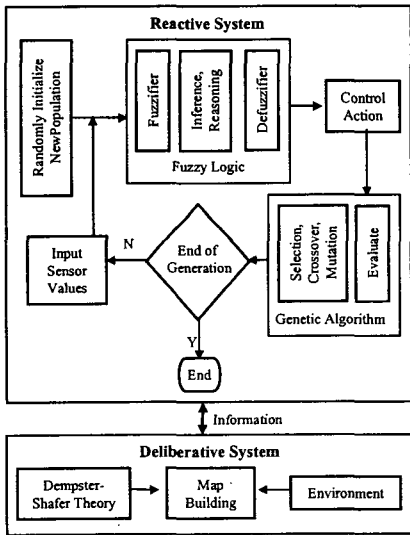 Reactive System
Randomly Initialize
NewPopulation
Fuzzifier
Inference,
Reasoning
Defuzzifier
Fuzzy Logic
Control
Action
Selection,
Crossover,
Mutation
Evaluate
Genetic Algorithm
End of
Generation
N
Y
Input
Sensor
Values
End
Information
Deliberative System
Dempster-
Shafer Theory
Map
Building
Environment